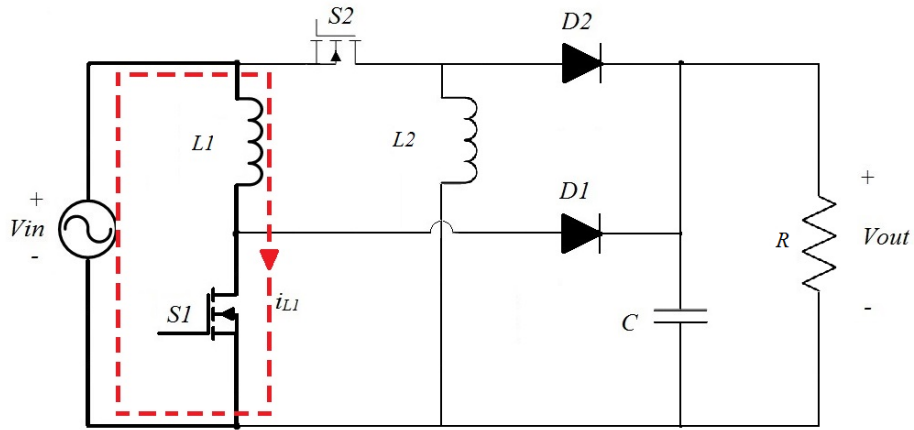 S2
D2
L1
L2
+
Vin
-
D1
+
R
Vout
-
S1
iL1
C